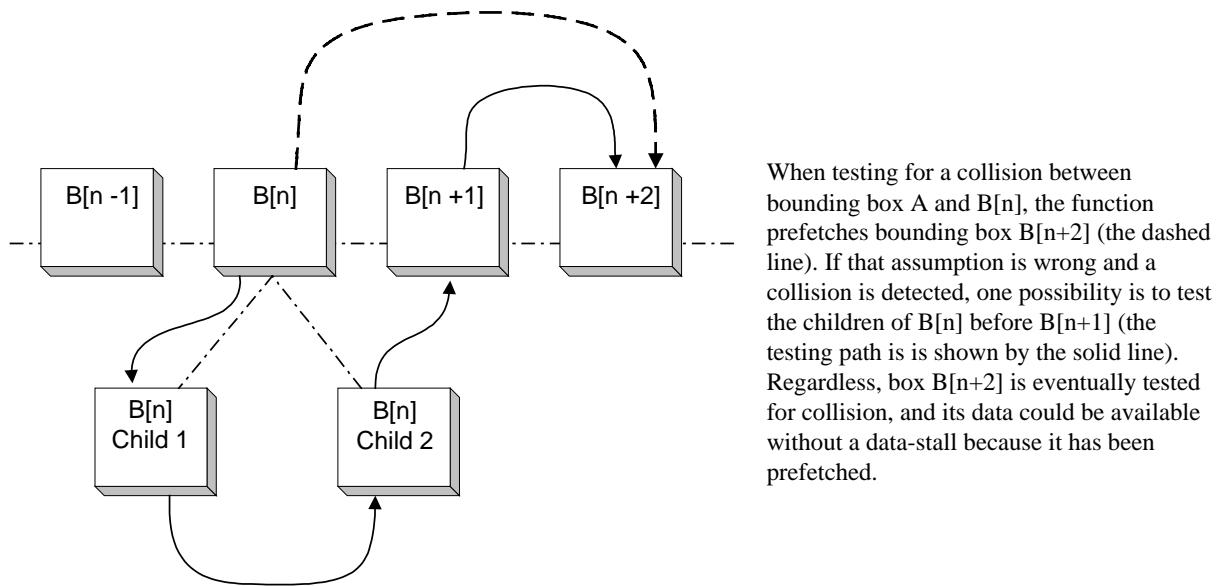 B[n -1]
B[n]
B[n +1]
B[n +2]
B[n]
Child 1
B[n]
Child 2
When testing for a collision between
bounding box A and B[n], the function
prefetches bounding box B[n+2] (the dashed
line). If that assumption is wrong and a
collision is detected, one possibility is to test
the children of B[n] before B[n+1] (the
testing path is is shown by the solid line).
Regardless, box B[n+2] is eventually tested
for collision, and its data could be available
without a data-stall because it has been
prefetched.